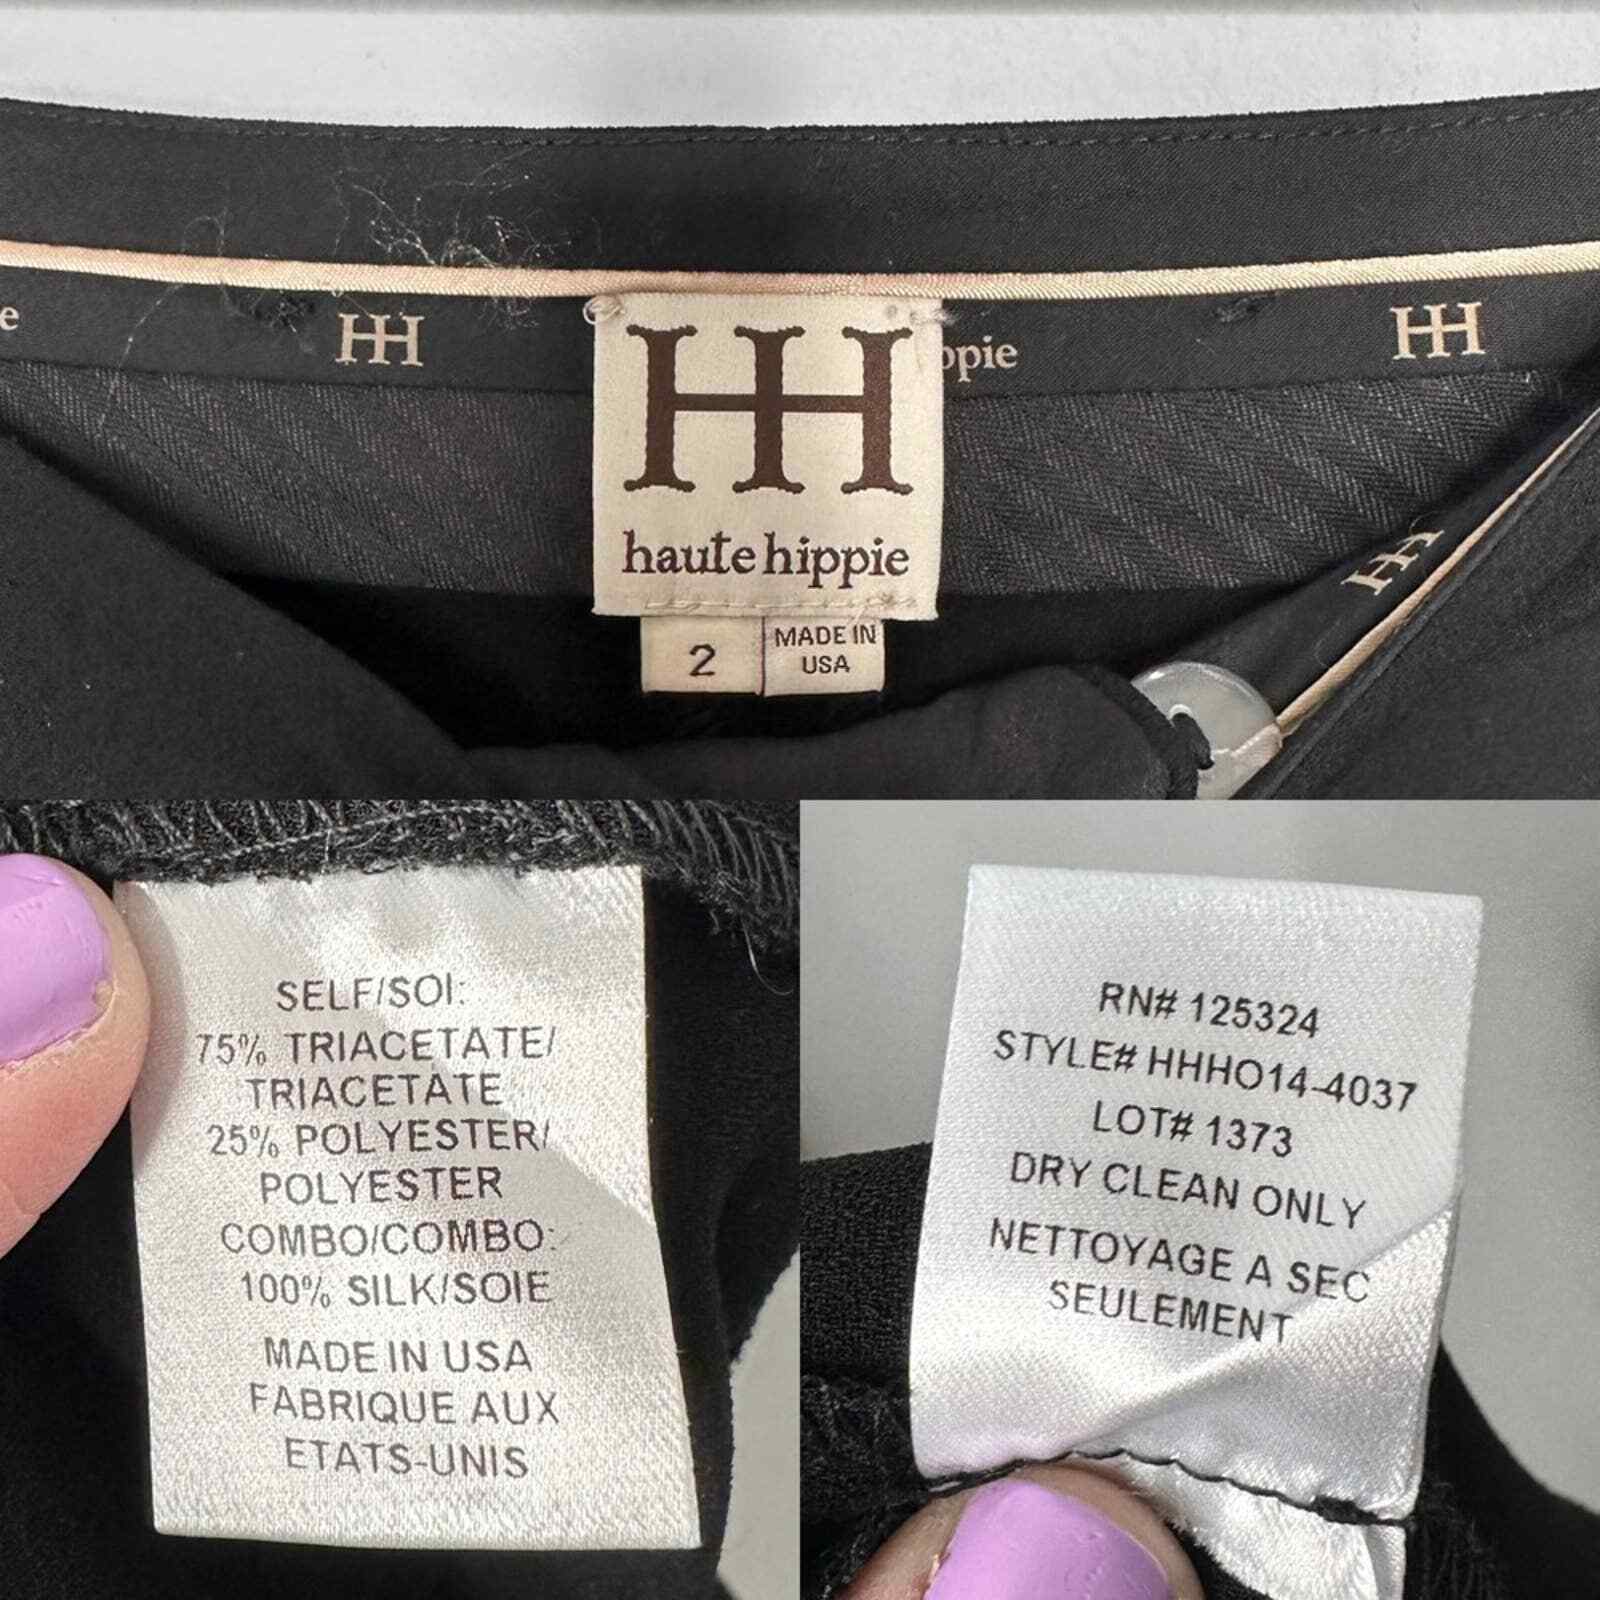 e
HH
HH
ppie
HH
haute hippie
HH
2
MADE IN
USA
SELF/SOI:
75% TRIACETATE/
TRIACETATE
25% POLYESTER/
POLYESTER
COMBO/COMBO:
100% SILK/SOIE
MADE IN USA
FABRIQUE AUX
ETATS-UNIS
RN# 125324
STYLE# HHHO14-4037
LOT# 1373
DRY CLEAN ONLY
NETTOYAGE A SEC
SEULEMENT